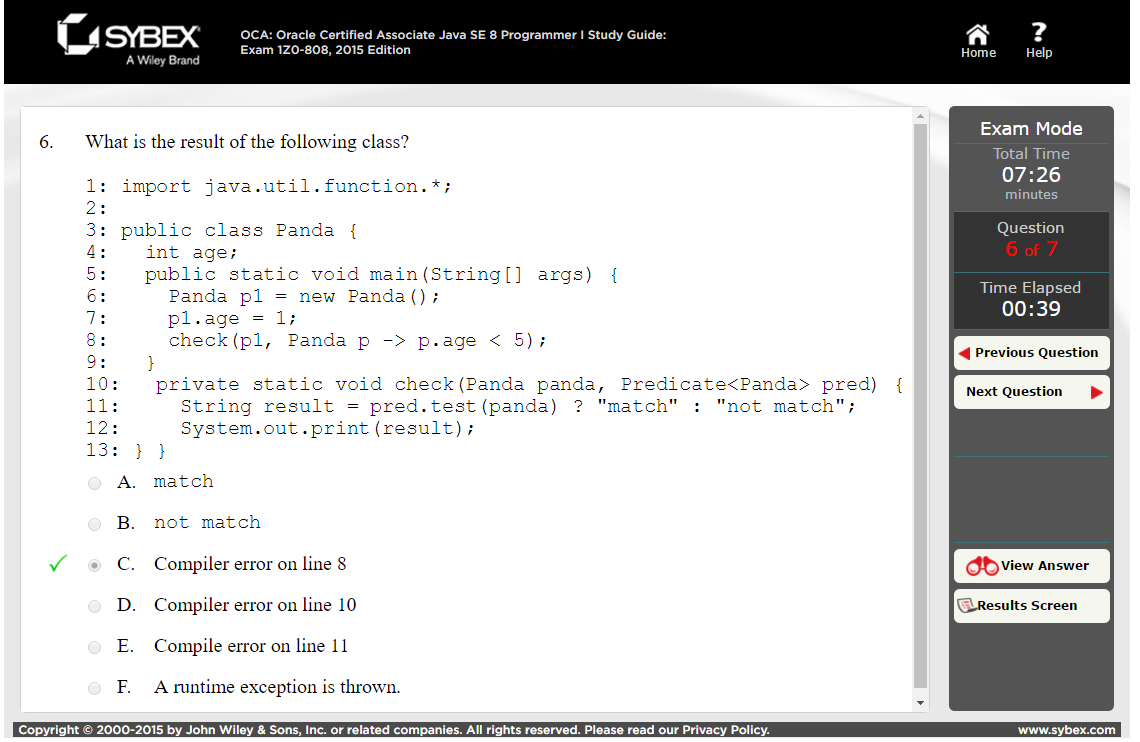 SYBEX
A Wiley Brand
OCA: Oracle Certified Associate Java SE 8 Programmer I Study Guide:
Exam 1Z0-808, 2015 Edition
Home
Help
6. What is the result of the following class?
1: import java.util.function.*;
2:
3: public class Panda {
4: int age;
5: public static void main(String[] args) {
6: Panda p1 = new Panda();
7: p1.age = 1;
8: check(p1, Panda p -> p.age < 5);
9: }
10: private static void check(Panda panda, Predicate<Panda> pred) {
11: String result = pred.test(panda) ? "match" : "not match";
12: System.out.print(result);
13: } }
A. match
B. not match
C. Compiler error on line 8
D. Compiler error on line 10
E. Compile error on line 11
F. A runtime exception is thrown.
Exam Mode
Total Time
07:26
minutes
Question
6 of 7
Time Elapsed
00:39
Previous Question
Next Question
View Answer
Results Screen
Copyright © 2000-2015 by John Wiley & Sons, Inc. or related companies. All rights reserved. Please read our Privacy Policy.
www.sybex.com